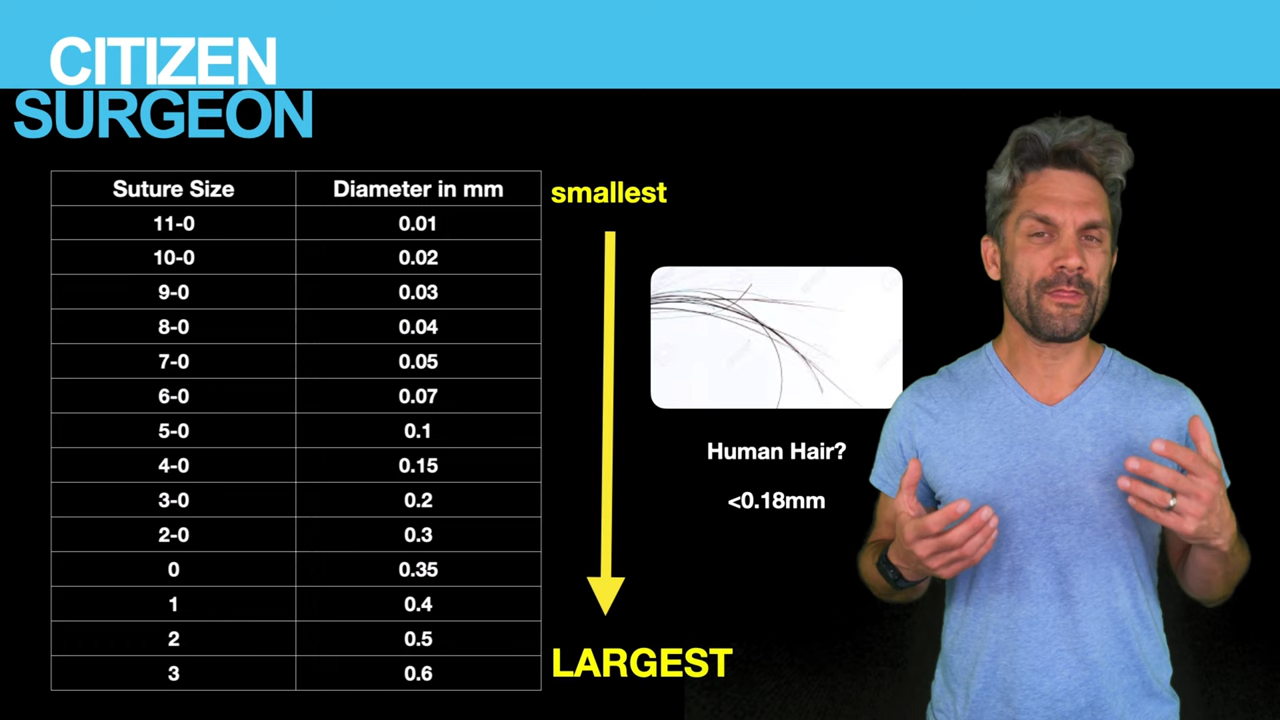 CITIZEN
SURGEON
Suture Size Diameter in mm
11-0 0.01
10-0 0.02
9-0 0.03
8-0 0.04
7-0 0.05
6-0 0.07
5-0 0.1
4-0 0.15
3-0 0.2
2-0 0.3
0 0.35
1 0.4
2 0.5
3 0.6
smallest
LARGEST
Human Hair?
<0.18mm